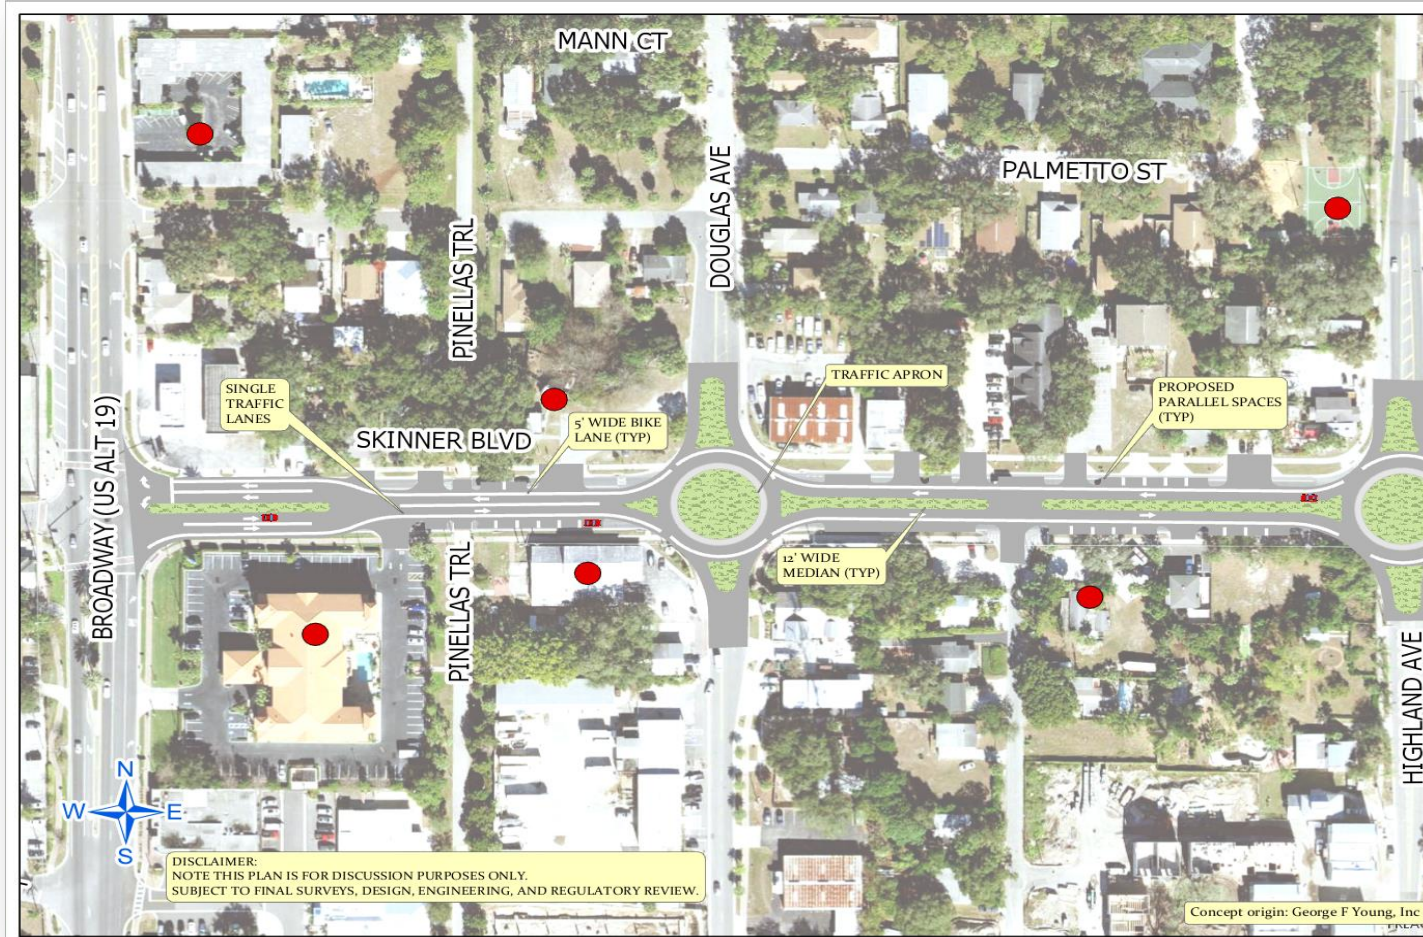 MANN CT
PALMETTO ST
DOUGLAS AVE
PINELLAS TRL
TRAFFIC APRON
SINGLE
TRAFFIC
LANES
PROPOSED
PARALLEL SPACES
(TYP)
BROADWAY (US ALT 19)
SKINNER BLVD
5' WIDE BIKE
LANE (TYP)
12' WIDE
MEDIAN (TYP)
PINELLAS TRL
HIGHLAND AVE
N
W
E
S
DISCLAIMER:
NOTE THIS PLAN IS FOR DISCUSSION PURPOSES ONLY.
SUBJECT TO FINAL SURVEYS, DESIGN, ENGINEERING, AND REGULATORY REVIEW.
Concept origin: George F Young, Inc